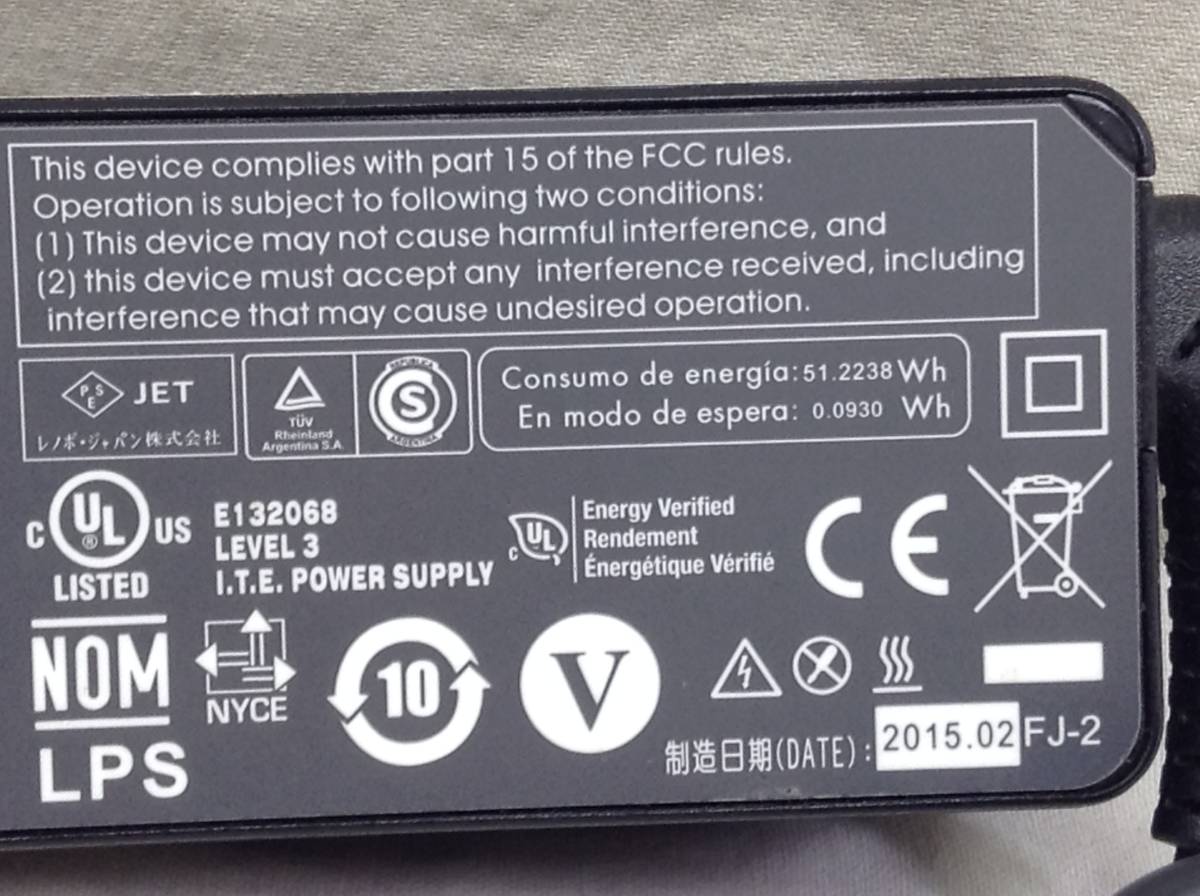 This device complies with part 15 of the FCC rules.
Operation is subject to following two conditions:
(1) This device may not cause harmful interference, and
(2) this device must accept any interference received, including
interference that may cause undesired operation.
PSE JET
レノボ・ジャパン株式会社
TÜV
Rheinland
Argentina S.A.
REPUBLICA
S
ARGENTINA
Consumo de energía: 51.2238 Wh
En modo de espera: 0.0930 Wh
C UL ® US
LISTED
E132068
LEVEL 3
I.T.E. POWER SUPPLY
C UL
Energy Verified
Rendement
Énergétique Vérifié
CE
NOM
NYCE
10
V
LPS
制造日期(DATE): 2015.02 FJ-2